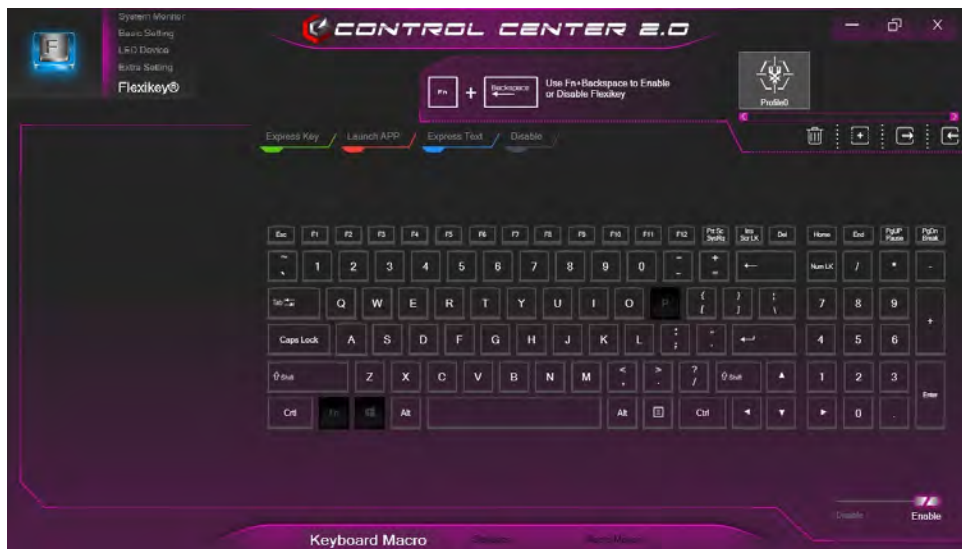 System Monitor
Basic Setting
LED Device
Extra Setting
Flexikey®
CONTROL CENTER 2.0
Fn + Backspace Use Fn+Backspace to Enable
or Disable Flexikey
Profile0
Express Key / Launch APP / Express Text / Disable
Esc F1 F2 F3 F4 F5 F6 F7 F8 F9 F10 F11 F12 Prt Sc SysRq Ins Scr LK Del Home End PgUP Pause PgDn Break
~ ` 1 2 3 4 5 6 7 8 9 0 - + = ← Num LK / * -
Tab Q W E R T Y U I O P { [ } ] \ 7 8 9 +
Caps Lock A S D F G H J K L : ; 4 5 6
Shift Z X C V B N M < , > . ? / Shift ▲ 1 2 3 Enter
Crtl Fn Alt Alt Ctrl ◄ ▼ ► 0 .
Disable Enable
Keyboard Macro